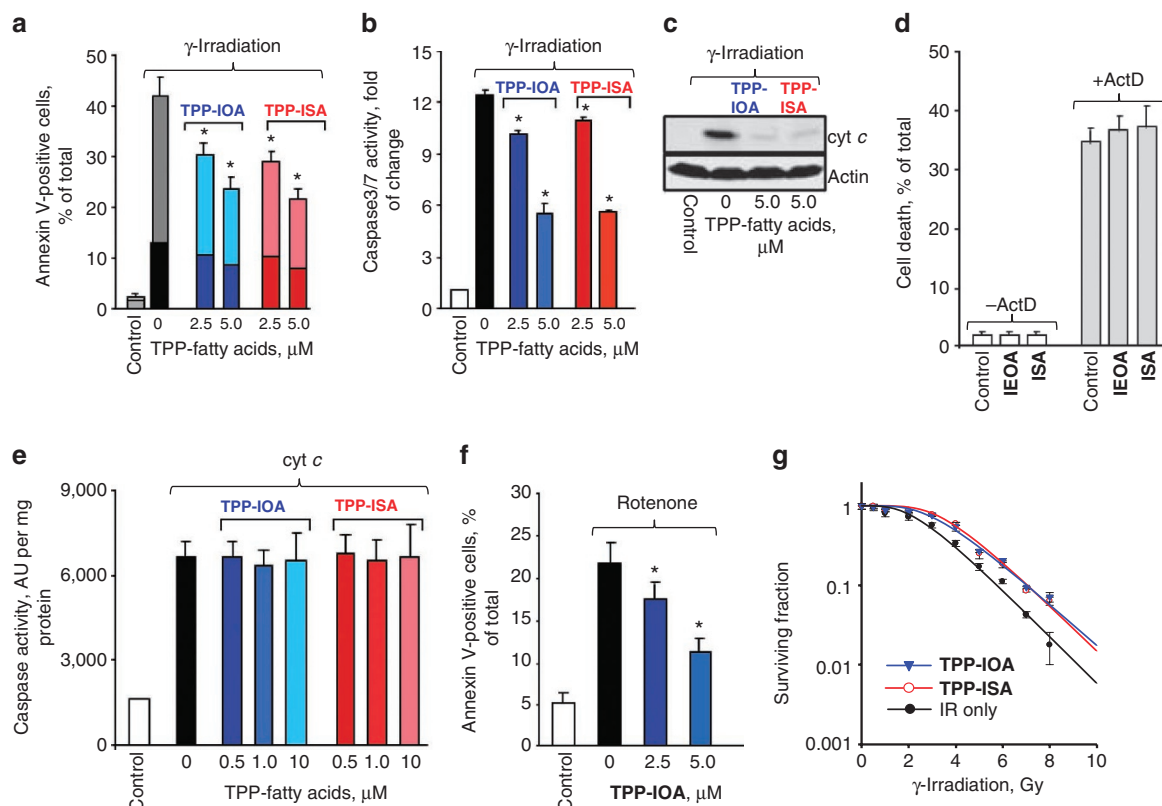 a
γ-Irradiation
Annexin V-positive cells,
% of total
50
40
30
20
10
0
TPP-IOA
TPP-ISA
* * * *
Control
0 2.5 5.0 2.5 5.0
TPP-fatty acids, μM
b
γ-Irradiation
Caspase3/7 activity, fold
of change
15
12
9
6
3
0
TPP-IOA
TPP-ISA
* * * *
Control
0 2.5 5.0 2.5 5.0
TPP-fatty acids, μM
c
γ-Irradiation
TPP-
IOA
TPP-
ISA
cyt c
Actin
Control
0 5.0 5.0
TPP-fatty acids,
μM
d
Cell death, % of total
50
40
30
20
10
0
+ActD
–ActD
Control
IEOA
ISA
Control
IEOA
ISA
e
cyt c
Caspase activity, AU per mg
protein
9,000
6,000
3,000
0
TPP-IOA
TPP-ISA
Control
0 0.5 1.0 10 0.5 1.0 10
TPP-fatty acids, μM
f
Annexin V-positive cells, %
of total
30
25
20
15
10
5
0
Rotenone
* *
Control
0 2.5 5.0
TPP-IOA, μM
g
Surviving fraction
1
0.1
0.01
0.001
TPP-IOA
TPP-ISA
IR only
0 2 4 6 8 10
γ-Irradiation, Gy